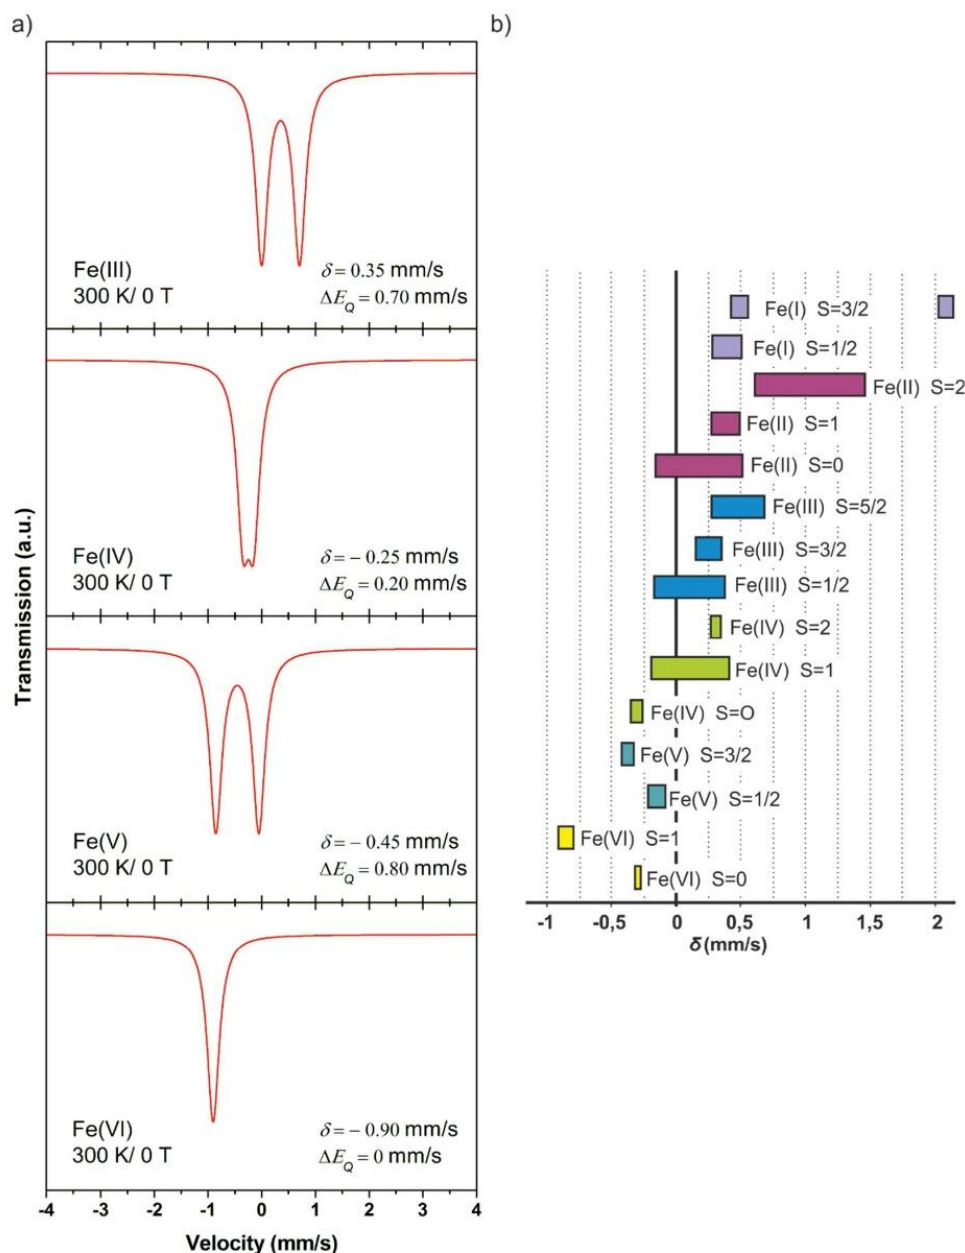 a)
b)
Transmission (a.u.)
Fe(III)
300 K/ 0 T
δ = 0.35 mm/s
ΔE_Q = 0.70 mm/s
Fe(IV)
300 K/ 0 T
δ = − 0.25 mm/s
ΔE_Q = 0.20 mm/s
Fe(V)
300 K/ 0 T
δ = − 0.45 mm/s
ΔE_Q = 0.80 mm/s
Fe(VI)
300 K/ 0 T
δ = − 0.90 mm/s
ΔE_Q = 0 mm/s
-4 -3 -2 -1 0 1 2 3 4
Velocity (mm/s)
Fe(I) S=3/2
Fe(I) S=1/2
Fe(II) S=2
Fe(II) S=1
Fe(II) S=0
Fe(III) S=5/2
Fe(III) S=3/2
Fe(III) S=1/2
Fe(IV) S=2
Fe(IV) S=1
Fe(IV) S=O
Fe(V) S=3/2
Fe(V) S=1/2
Fe(VI) S=1
Fe(VI) S=0
-1 -0,5 0 0,5 1 1,5 2
δ(mm/s)